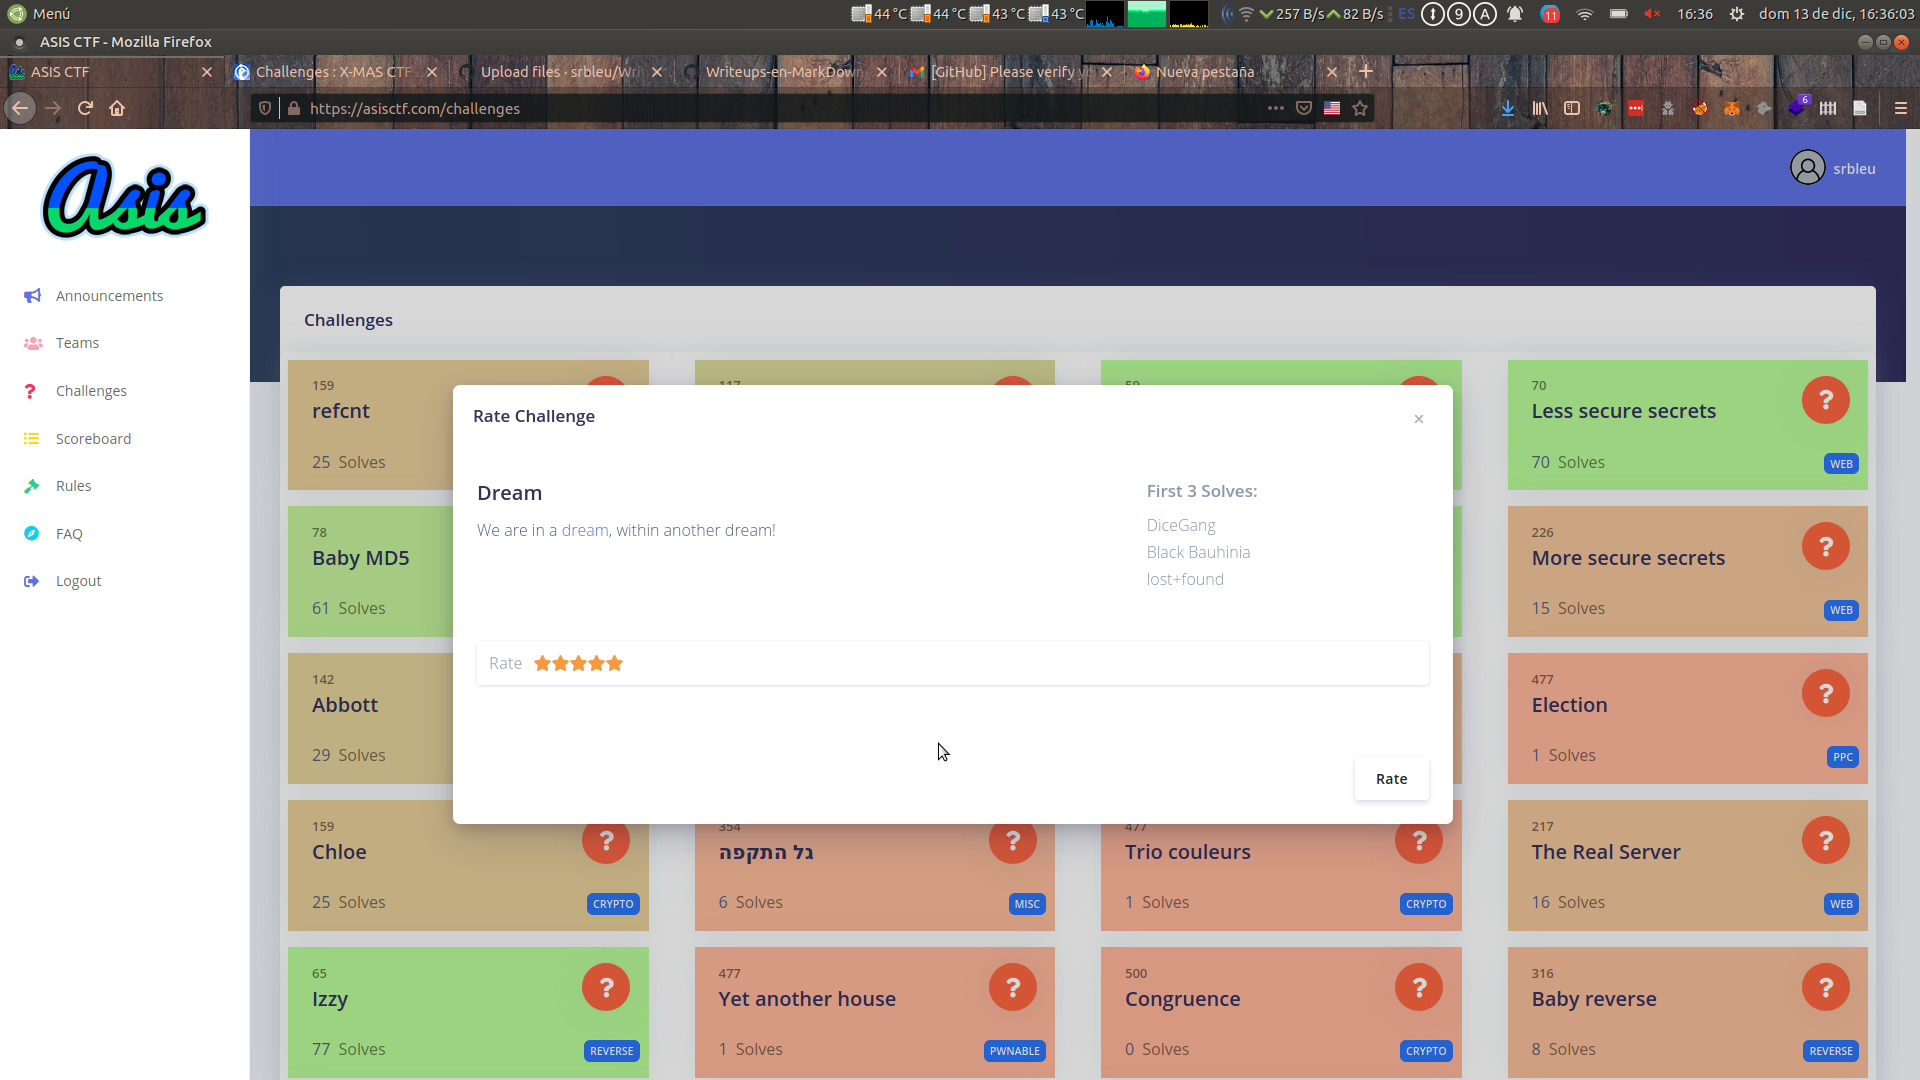 Menú
44 °C 44 °C 43 °C 43 °C 257 B/s 82 B/s ES 9 A 11 16:36 dom 13 de dic, 16:36:03
ASIS CTF - Mozilla Firefox
ASIS CTF
Challenges : X-MAS CTF
Upload files · srbleu/Wri
Writeups-en-MarkDown
[GitHub] Please verify y
Nueva pestaña
https://asisctf.com/challenges
6
Asis
srbleu
Announcements
Teams
Challenges
Scoreboard
Rules
FAQ
Logout
Challenges
159
refcnt
25 Solves
117
59
70
Less secure secrets
70 Solves
WEB
Rate Challenge
×
Dream
We are in a dream, within another dream!
First 3 Solves:
DiceGang
Black Bauhinia
lost+found
Rate
Rate
78
Baby MD5
61 Solves
226
More secure secrets
15 Solves
WEB
142
Abbott
29 Solves
477
Election
1 Solves
PPC
159
Chloe
25 Solves
CRYPTO
354
גל התקפה
6 Solves
MISC
477
Trio couleurs
1 Solves
CRYPTO
217
The Real Server
16 Solves
WEB
65
Izzy
77 Solves
REVERSE
477
Yet another house
1 Solves
PWNABLE
500
Congruence
0 Solves
CRYPTO
316
Baby reverse
8 Solves
REVERSE